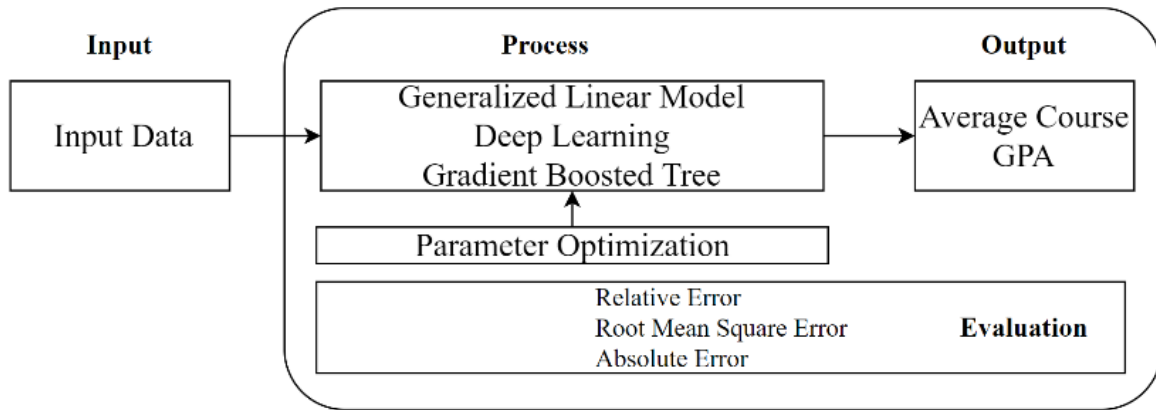 Input
Process
Output
Input Data
Generalized Linear Model
Deep Learning
Gradient Boosted Tree
Average Course
GPA
Parameter Optimization
Relative Error
Root Mean Square Error
Absolute Error
Evaluation